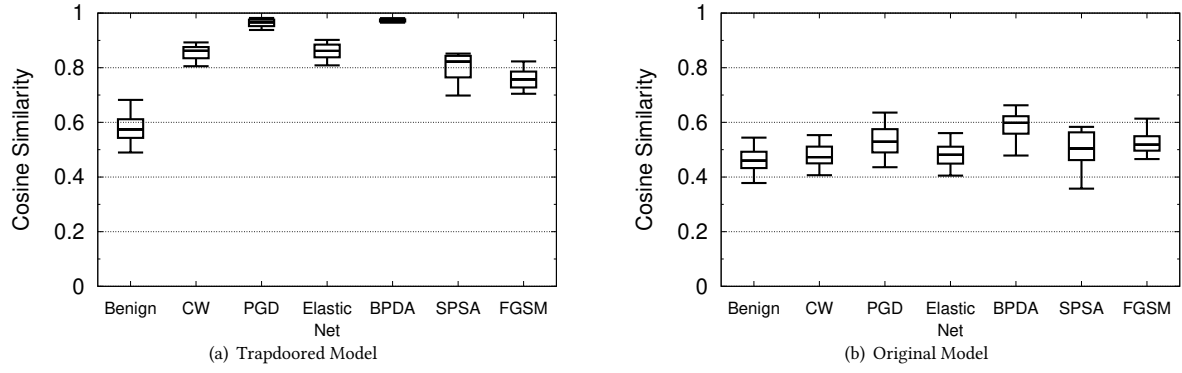 Cosine Similarity
1
0.8
0.6
0.4
0.2
0
Benign CW PGD Elastic BPDA SPSA FGSM
Net
(a) Trapdoored Model
Cosine Similarity
1
0.8
0.6
0.4
0.2
0
Benign CW PGD Elastic BPDA SPSA FGSM
Net
(b) Original Model